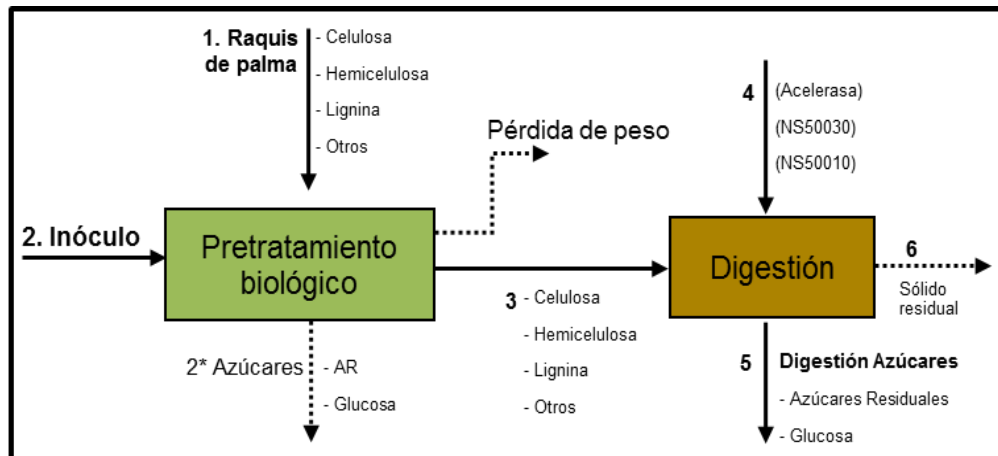 1. Raquis
de palma
- Celulosa
- Hemicelulosa
- Lignina
- Otros
Pérdida de peso
4
(Acelerasa)
(NS50030)
(NS50010)
2. Inóculo
Pretratamiento
biológico
Digestión
6
Sólido
residual
3
- Celulosa
- Hemicelulosa
- Lignina
- Otros
2* Azúcares
- AR
- Glucosa
5
Digestión Azúcares
- Azúcares Residuales
- Glucosa